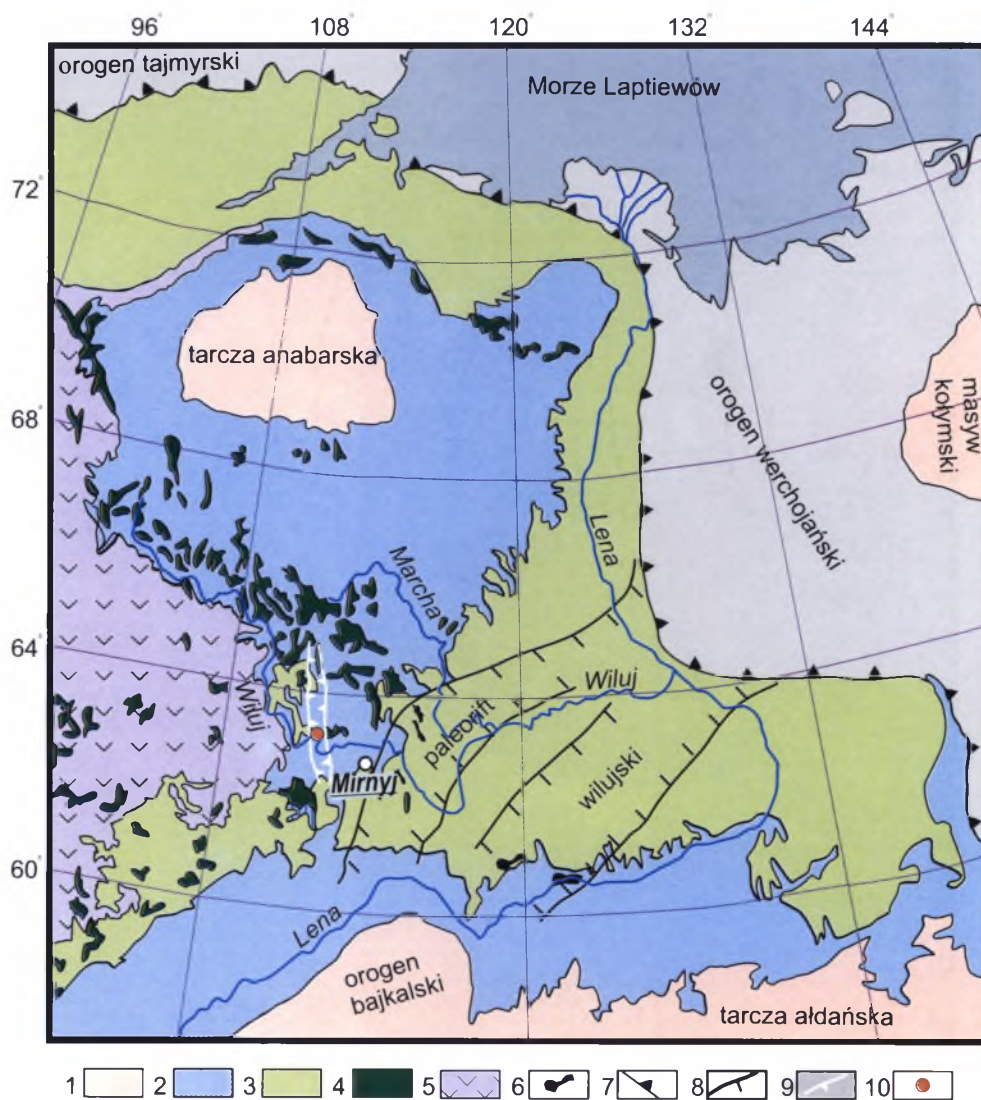 96° 108° 120° 132° 144°
orogen tajmyrski
Morze Laptiewów
72°
tarcza anabarska
68°
masyw
kołymski
orogen werchojański
Lena
Marcha
64°
Wiluj
Wiluj
paleoryft
wilujski
Mirnyj
60°
Lena
orogen
bajkalski
tarcza ałdańska
1 2 3 4 5 6 7 8 9 10